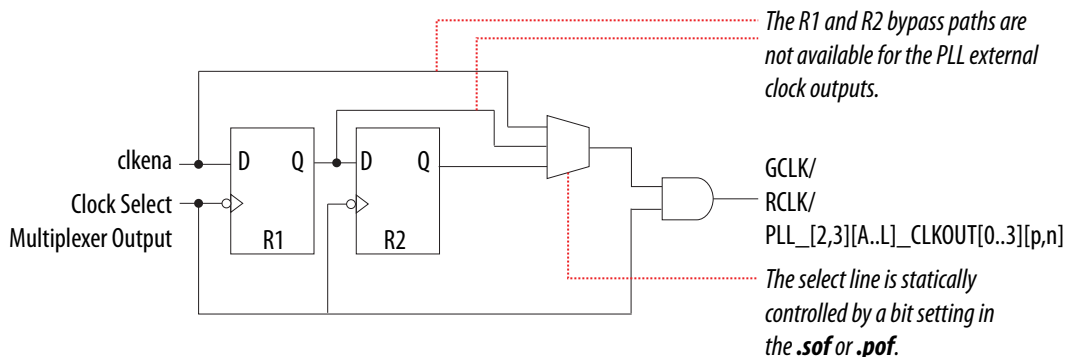 The R1 and R2 bypass paths are
not available for the PLL external
clock outputs.
clkena
D Q
D Q
Clock Select
Multiplexer Output
R1
R2
GCLK/
RCLK/
PLL_[2,3][A..L]_CLKOUT[0..3][p,n]
The select line is statically
controlled by a bit setting in
the .sof or .pof.